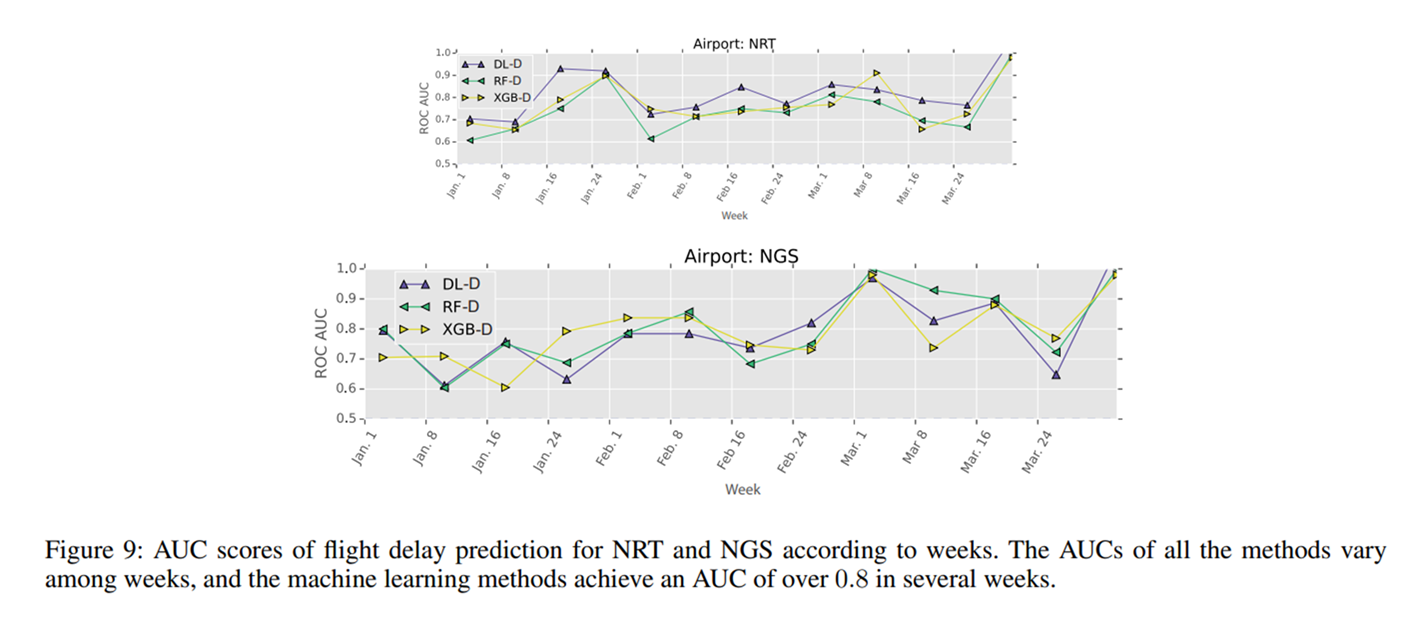 Airport: NRT
1.0
0.9
0.8
0.7
0.6
0.5
ROC AUC
DL-D
RF-D
XGB-D
Jan. 1
Jan. 8
Jan. 16
Jan. 24
Feb. 1
Feb. 8
Feb 16
Feb. 24
Mar. 1
Mar 8
Mar. 16
Mar. 24
Week
Airport: NGS
1.0
0.9
0.8
0.7
0.6
0.5
ROC AUC
DL-D
RF-D
XGB-D
Jan. 1
Jan. 8
Jan. 16
Jan. 24
Feb. 1
Feb. 8
Feb 16
Feb. 24
Mar. 1
Mar 8
Mar. 16
Mar. 24
Week
Figure 9: AUC scores of flight delay prediction for NRT and NGS according to weeks. The AUCs of all the methods vary
among weeks, and the machine learning methods achieve an AUC of over 0.8 in several weeks.